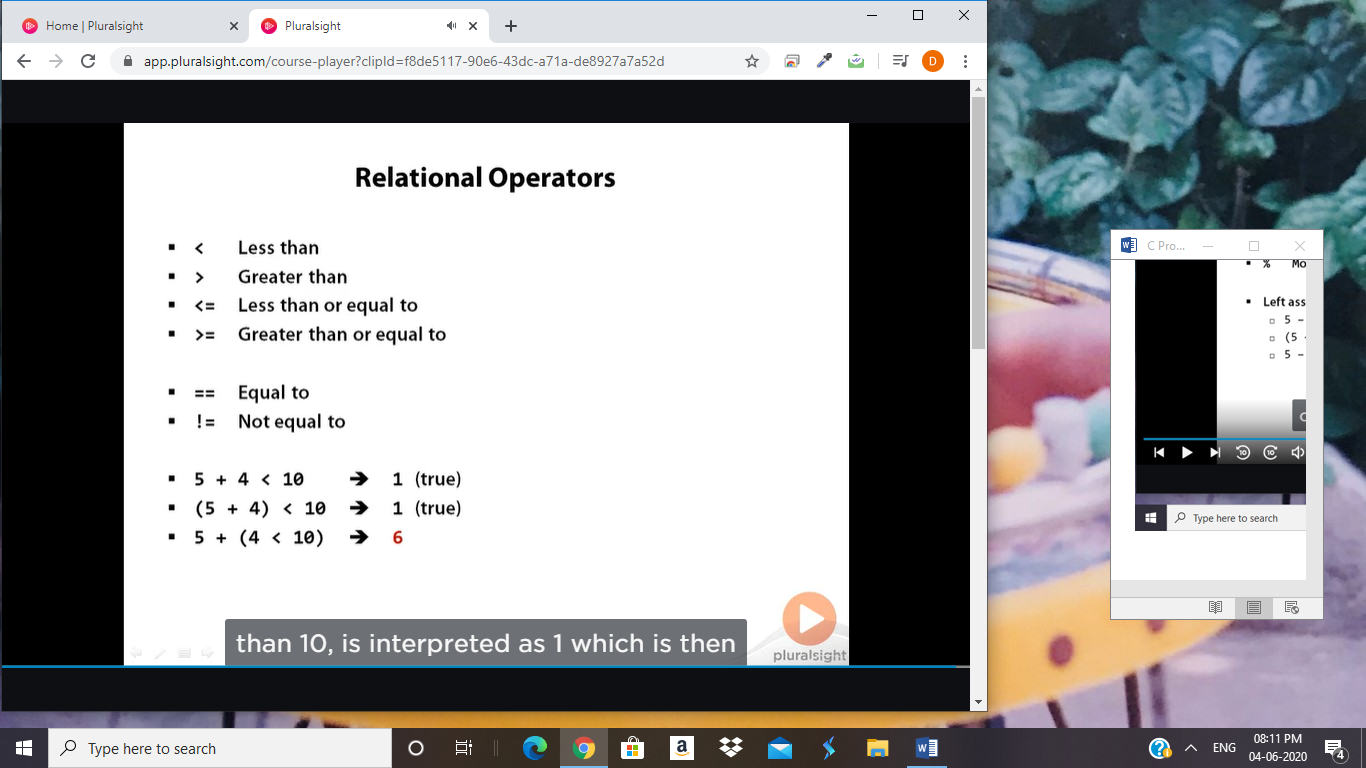 Home | Pluralsight
Pluralsight
app.pluralsight.com/course-player?clipId=f8de5117-90e6-43dc-a71a-de8927a7a52d
D
Relational Operators
▪ < Less than
▪ > Greater than
▪ <= Less than or equal to
▪ >= Greater than or equal to
▪ == Equal to
▪ != Not equal to
▪ 5 + 4 < 10 ➔ 1 (true)
▪ (5 + 4) < 10 ➔ 1 (true)
▪ 5 + (4 < 10) ➔ 6
than 10, is interpreted as 1 which is then
pluralsight
C Pro...
▪ % Mo
▪ Left ass
▫ 5 –
▫ (5
▫ 5 –
10 10
Type here to search
Type here to search
a
W
ENG
08:11 PM
04-06-2020
4